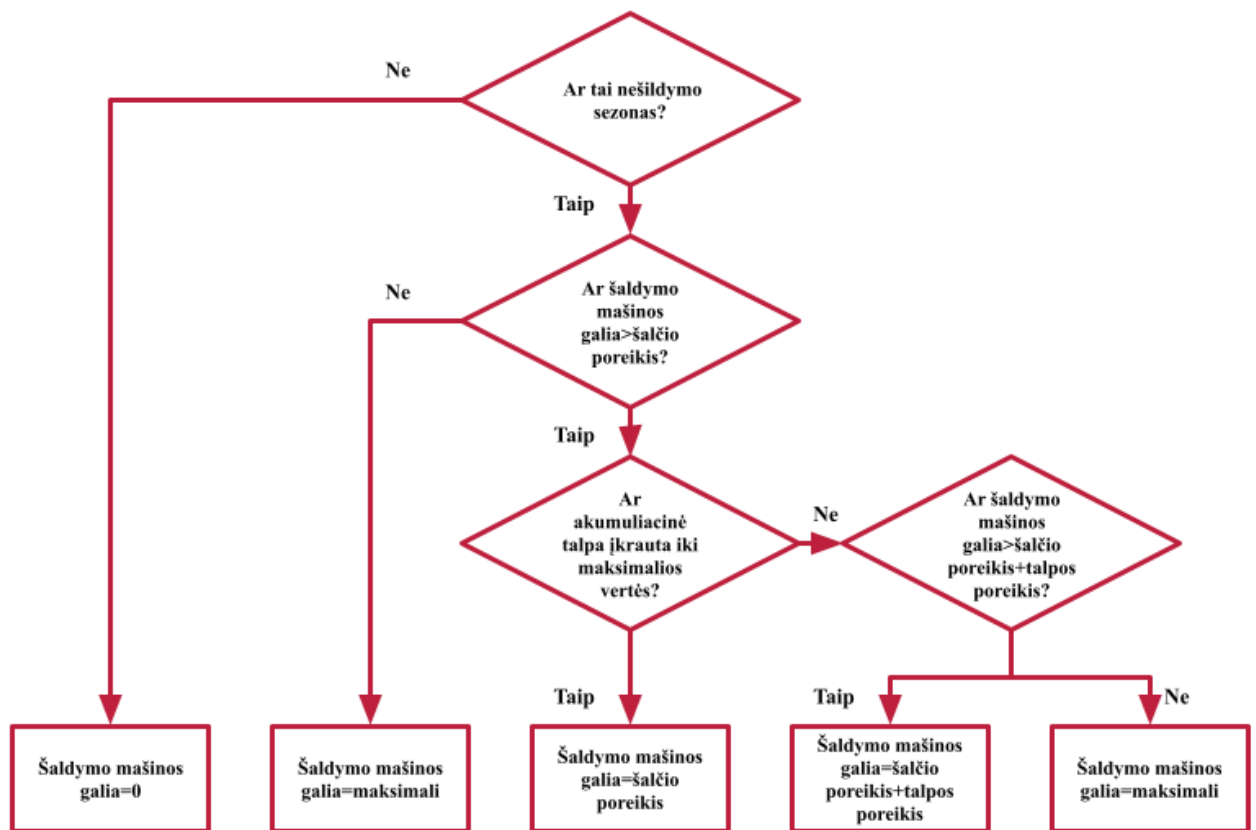 Ne
Ar tai nešildymo
sezonas?
Taip
Ne
Ar šaldymo
mašinos
galia>šalčio
poreikis?
Taip
Ar
akumuliacinė
talpa įkrauta iki
maksimalios
vertės?
Ne
Ar šaldymo
mašinos
galia>šalčio
poreikis+talpos
poreikis?
Taip
Taip
Ne
Šaldymo mašinos
galia=0
Šaldymo mašinos
galia=maksimali
Šaldymo mašinos
galia=šalčio
poreikis
Šaldymo mašinos
galia=šalčio
poreikis+talpos
poreikis
Šaldymo mašinos
galia=maksimali